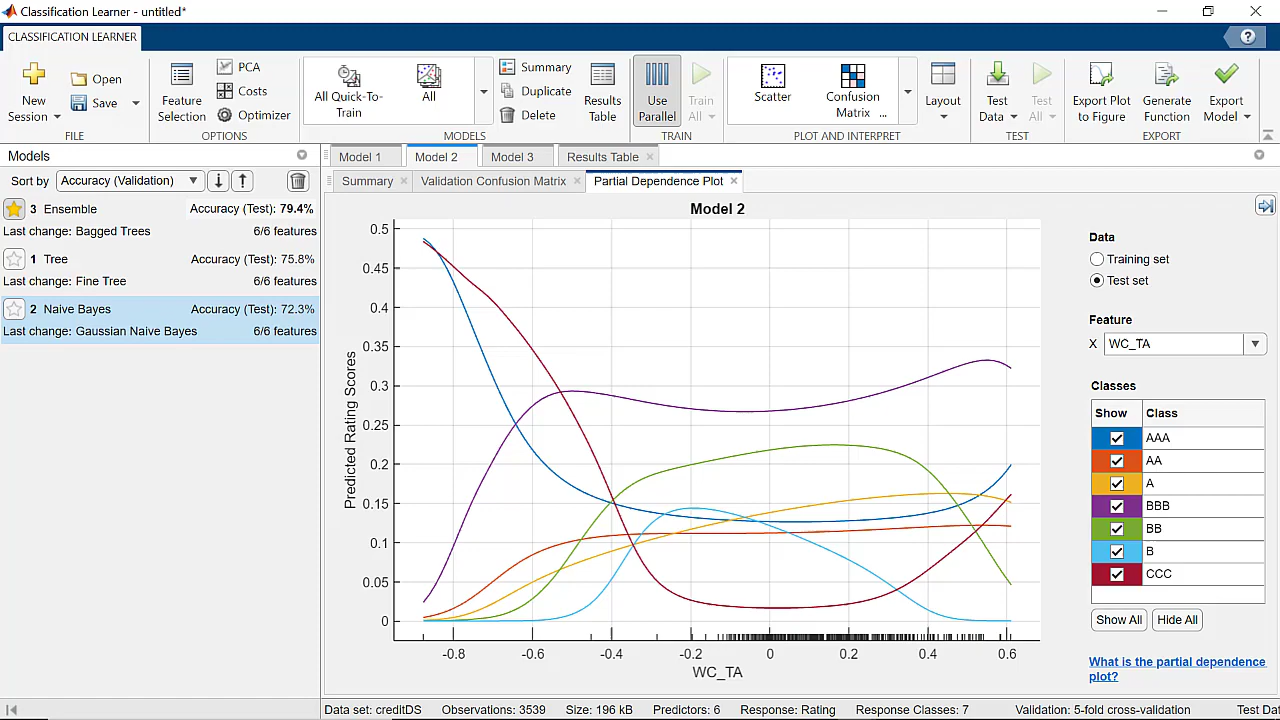 Classification Learner - untitled*
CLASSIFICATION LEARNER
New Session
Open
Save
FILE
Feature Selection
PCA
Costs
Optimizer
OPTIONS
All Quick-To-Train
All
Summary
Duplicate
Delete
MODELS
Results Table
Use Parallel
Train All
TRAIN
Scatter
Confusion Matrix ...
Layout
PLOT AND INTERPRET
Test Data
Test All
TEST
Export Plot to Figure
Generate Function
Export Model
EXPORT
Models
Sort by Accuracy (Validation)
3 Ensemble Accuracy (Test): 79.4%
Last change: Bagged Trees 6/6 features
1 Tree Accuracy (Test): 75.8%
Last change: Fine Tree 6/6 features
2 Naive Bayes Accuracy (Test): 72.3%
Last change: Gaussian Naive Bayes 6/6 features
Model 1 Model 2 Model 3 Results Table
Summary Validation Confusion Matrix Partial Dependence Plot
Model 2
0.5
0.45
0.4
0.35
0.3
0.25
0.2
0.15
0.1
0.05
0
Predicted Rating Scores
-0.8 -0.6 -0.4 -0.2 0 0.2 0.4 0.6
WC_TA
Data
Training set
Test set
Feature
X WC_TA
Classes
Show Class
AAA
AA
A
BBB
BB
B
CCC
Show All Hide All
What is the partial dependence
plot?
Data set: creditDS Observations: 3539 Size: 196 kB Predictors: 6 Response: Rating Response Classes: 7 Validation: 5-fold cross-validation Test Da